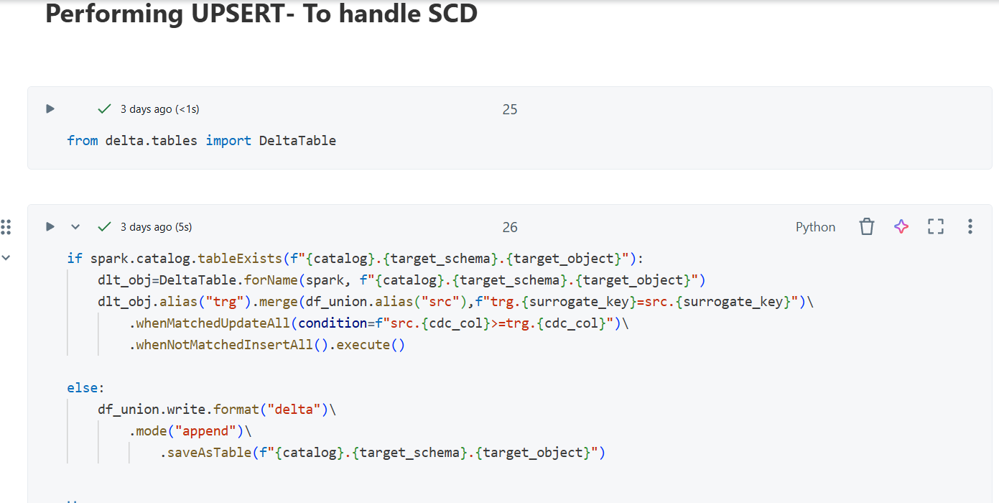 Performing UPSERT- To handle SCD
3 days ago (<1s)
25
from delta.tables import DeltaTable
3 days ago (5s)
26
Python
if spark.catalog.tableExists(f"{catalog}.{target_schema}.{target_object}"):
    dlt_obj=DeltaTable.forName(spark, f"{catalog}.{target_schema}.{target_object}")
    dlt_obj.alias("trg").merge(df_union.alias("src"),f"trg.{surrogate_key}=src.{surrogate_key}")\
        .whenMatchedUpdateAll(condition=f"src.{cdc_col}>=trg.{cdc_col}")\
        .whenNotMatchedInsertAll().execute()
else:
    df_union.write.format("delta")\
        .mode("append")\
            .saveAsTable(f"{catalog}.{target_schema}.{target_object}")